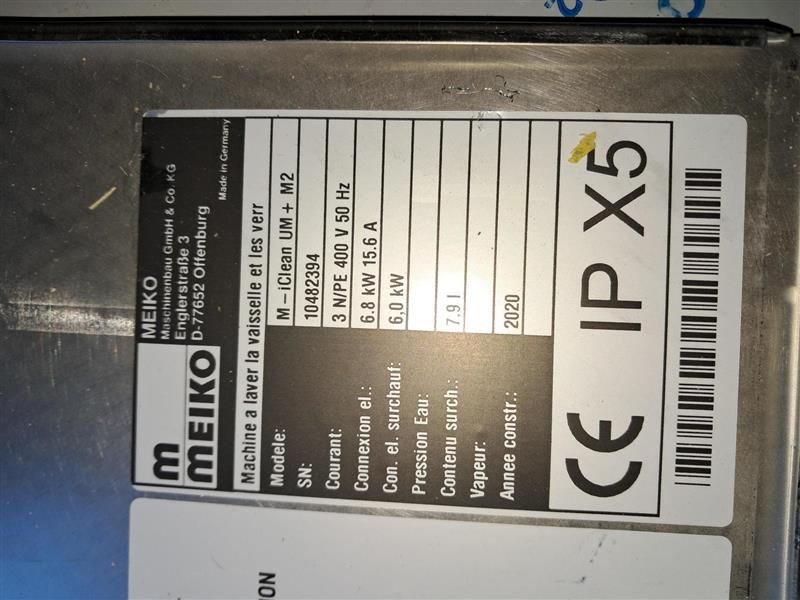 m
MEIKO
MEIKO
Maschinenbau GmbH & Co. KG
Englerstraße 3
D-77652 Offenburg
Made in Germany
Machine a laver la vaisselle et les verr
Modele: M – iClean UM + M2
SN: 10482394
Courant: 3 N/PE 400 V 50 Hz
Connexion el.: 6.8 kW 15.6 A
Con. el. surchauf: 6,0 kW
Pression Eau:
Contenu surch.: 7,9 l
Vapeur:
Annee constr.: 2020
CE IP X5
ION